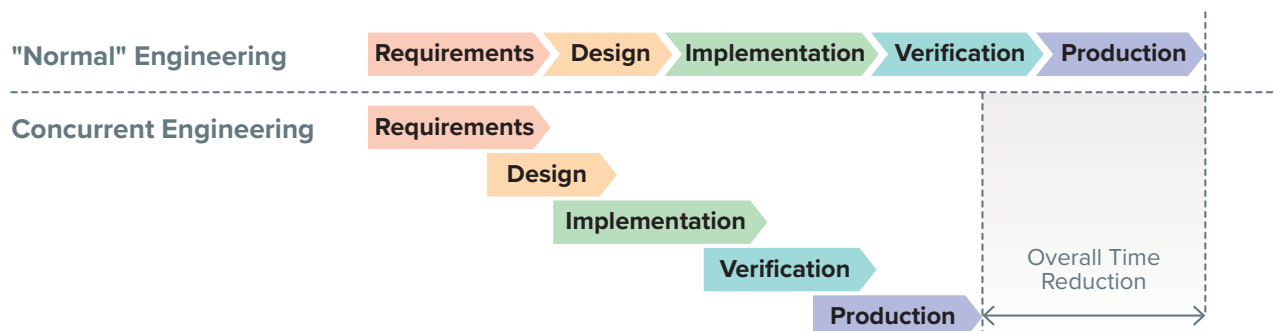 "Normal" Engineering
Requirements
Design
Implementation
Verification
Production
Concurrent Engineering
Requirements
Design
Implementation
Verification
Production
Overall Time
Reduction